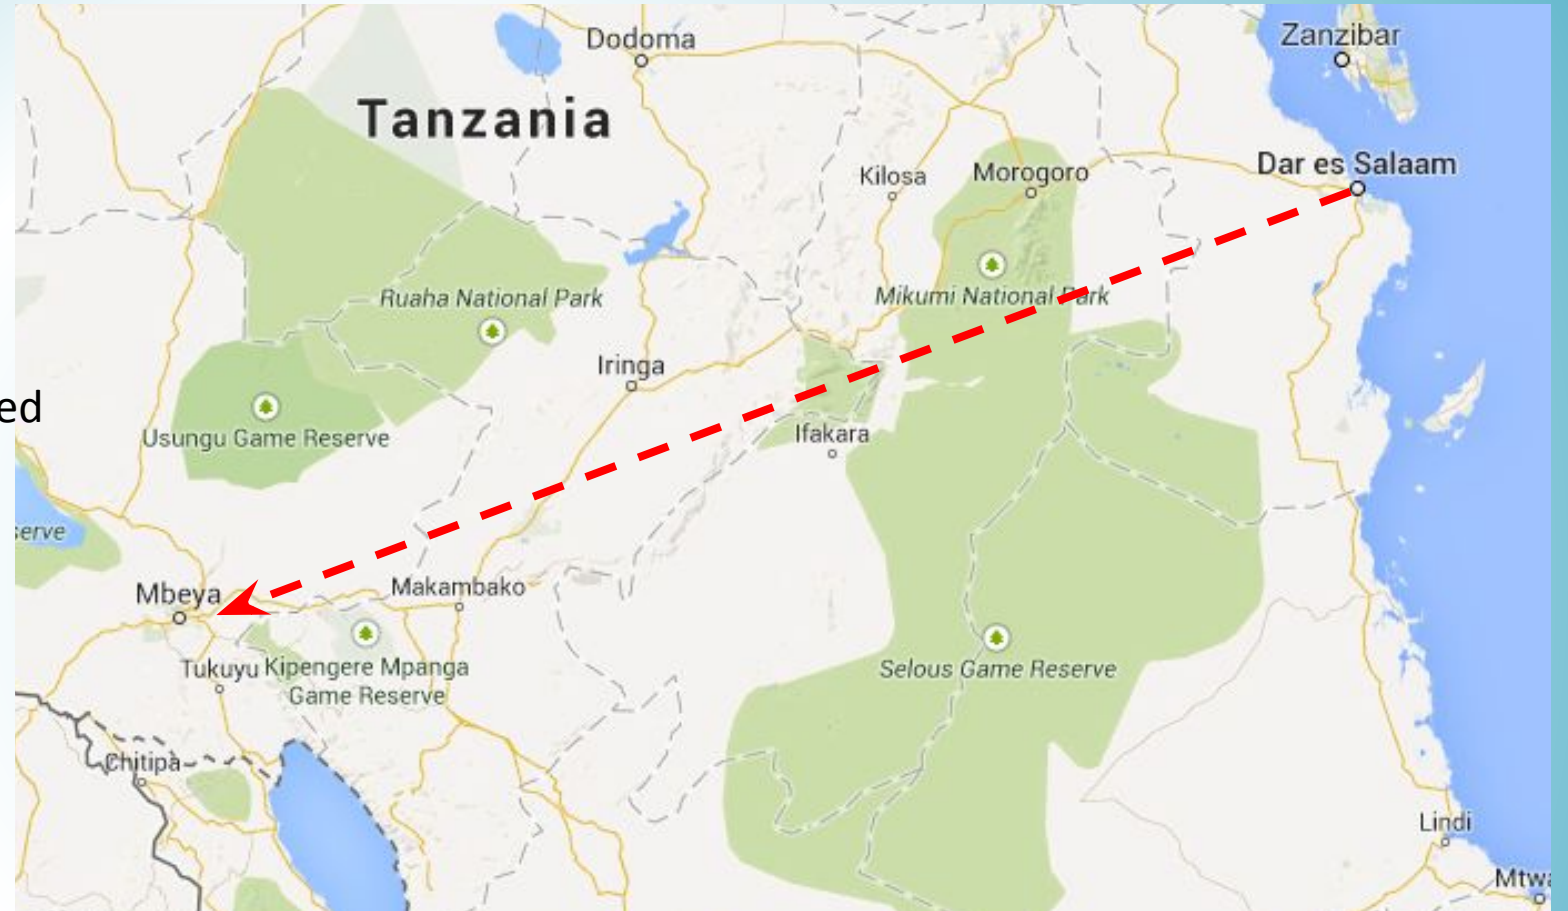 Zanzibar
Dodoma
Tanzania
Dar es Salaam
Kilosa
Morogoro
Ruaha National Park
Mikumi National Park
Iringa
ed
Usungu Game Reserve
Ifakara
serve
Mbeya
Makambako
Tukuyu
Kipengere Mpanga
Game Reserve
Selous Game Reserve
Chitipa
Lindi
Mtwa